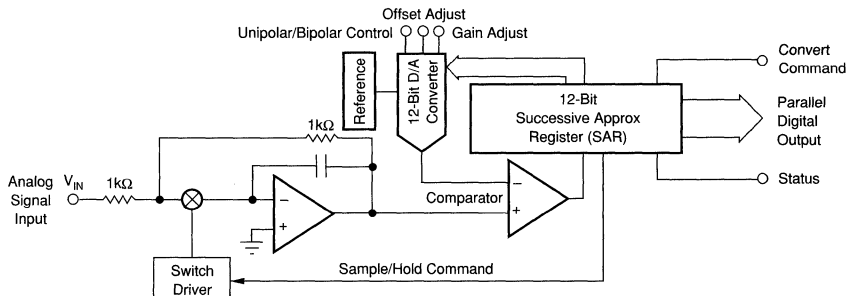 Offset Adjust
Unipolar/Bipolar Control
Gain Adjust
Reference
12-Bit D/A
Converter
Convert
Command
12-Bit
Successive Approx
Register (SAR)
Parallel
Digital
Output
1kΩ
Analog
Signal
Input
VIN
1kΩ
−
+
Comparator
−
+
Status
Switch
Driver
Sample/Hold Command